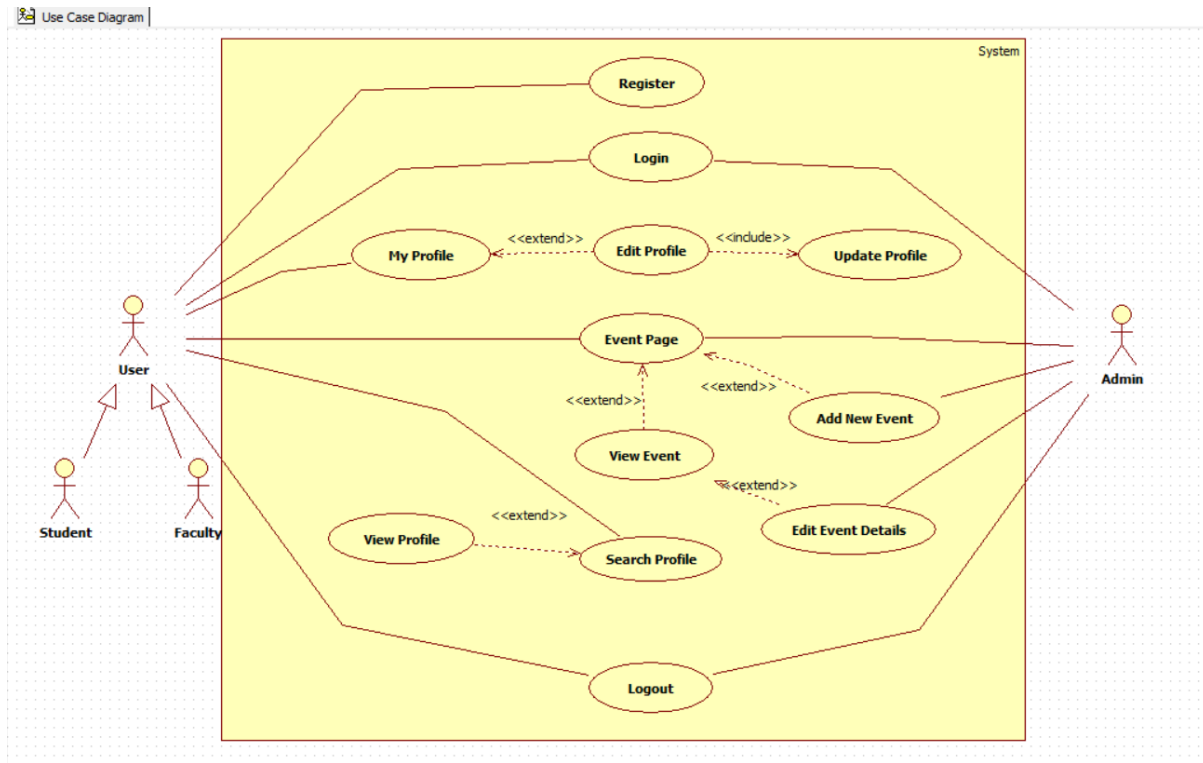 Use Case Diagram
System
Register
Login
<<extend>>
<<include>>
My Profile
Edit Profile
Update Profile
Event Page
User
Admin
<<extend>>
<<extend>>
Add New Event
View Event
<<extend>>
Student
Faculty
<<extend>>
View Profile
Edit Event Details
Search Profile
Logout